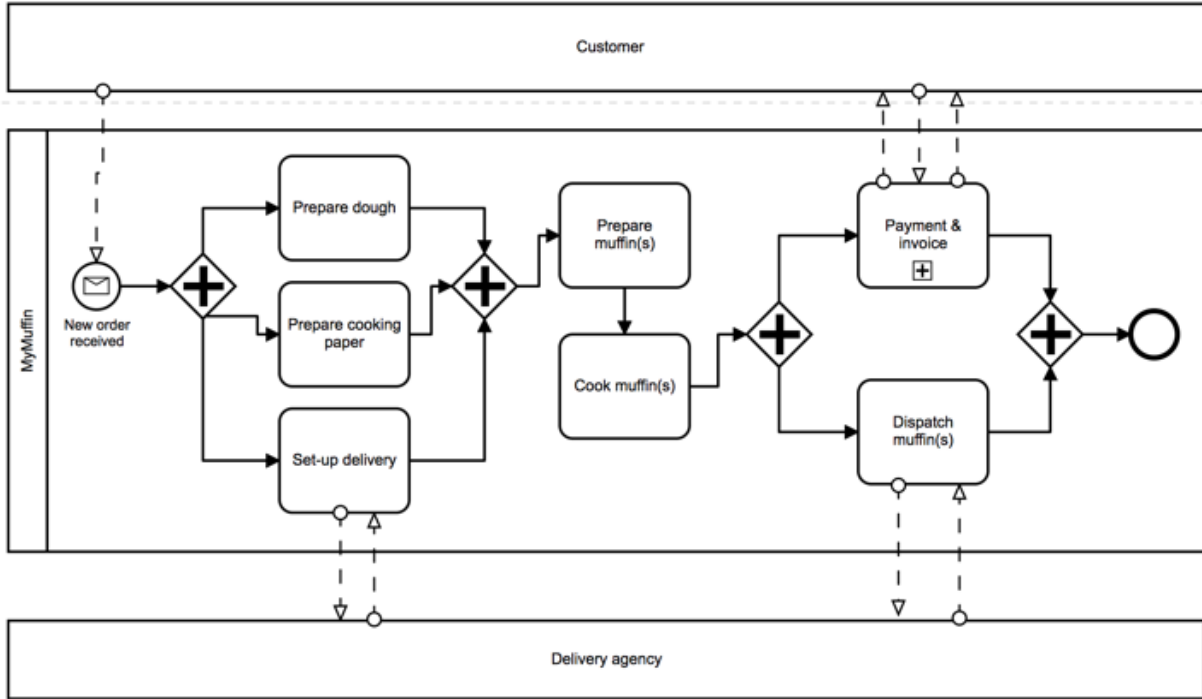 Customer
MyMuffin
New order
received
Prepare dough
Prepare cooking
paper
Set-up delivery
Prepare
muffin(s)
Cook muffin(s)
Payment &
invoice
Dispatch
muffin(s)
Delivery agency